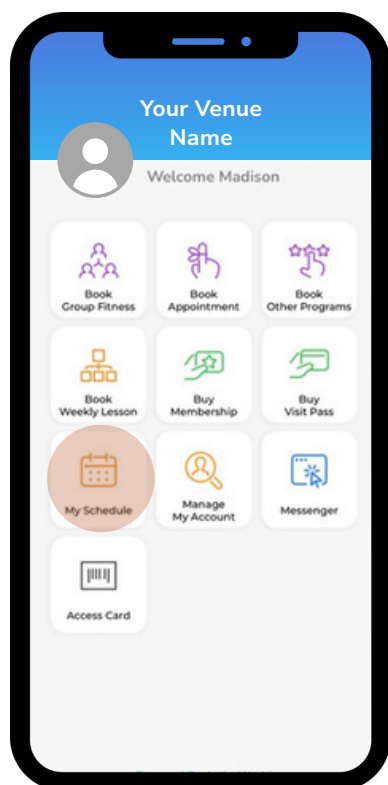 Your Venue
Name
Welcome Madison
Book
Group Fitness
Book
Appointment
Book
Other Programs
Book
Weekly Lesson
Buy
Membership
Buy
Visit Pass
My Schedule
Manage
My Account
Messenger
Access Card